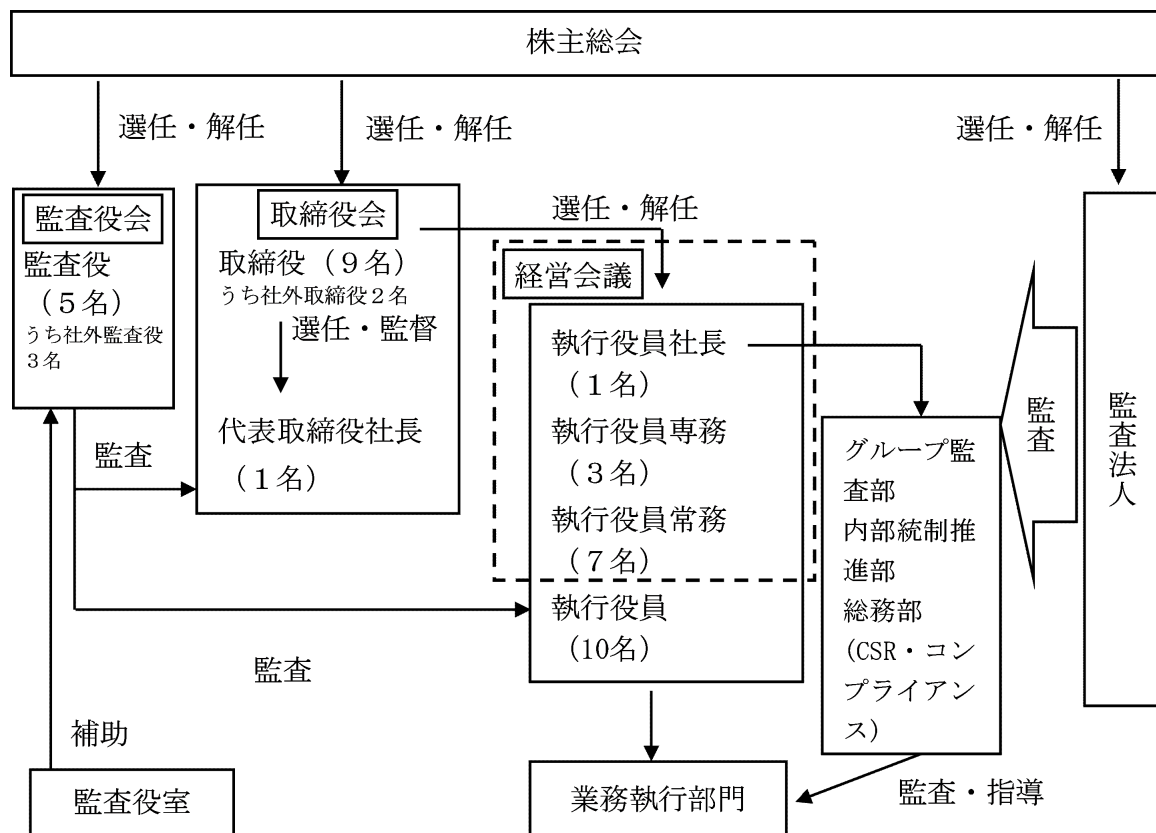 株主総会
選任・解任
選任・解任
選任・解任
監査役会
監査役
(5名)
うち社外監査役
3名
取締役会
取締役(9名)
うち社外取締役2名
選任・監督
代表取締役社長
(1名)
選任・解任
経営会議
執行役員社長
(1名)
執行役員専務
(3名)
執行役員常務
(7名)
執行役員
(10名)
グループ監
査部
内部統制推
進部
総務部
(CSR・コン
プライアン
ス)
監査
監査法人
監査
監査
補助
監査役室
業務執行部門
監査・指導